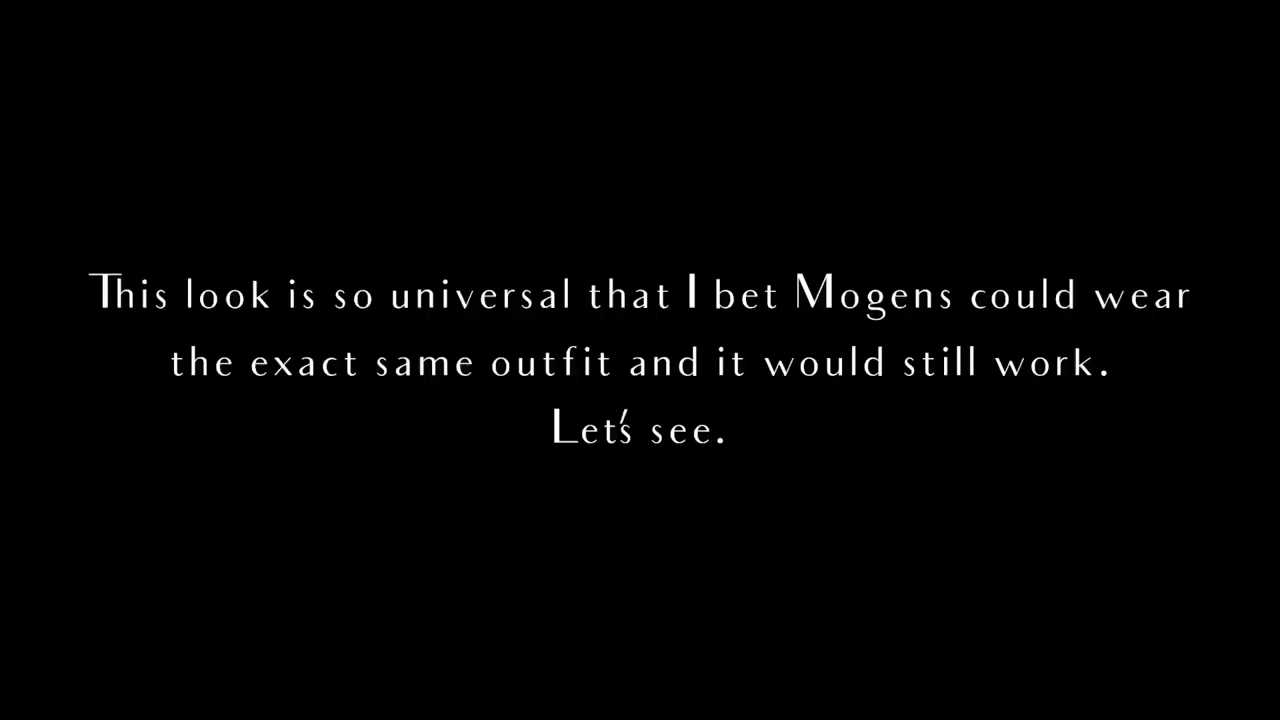 This look is so universal that I bet Mogens could wear
the exact same outfit and it would still work.
Let's see.